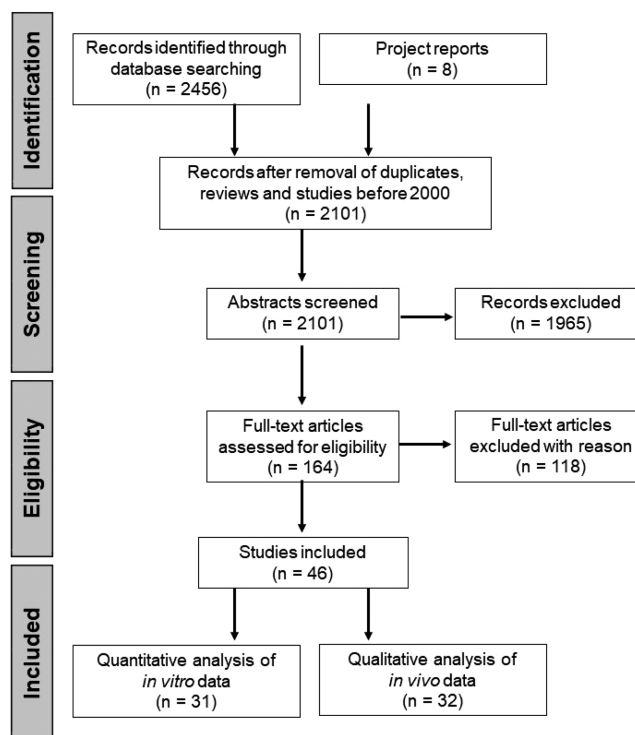 Identification
Records identified through
database searching
(n = 2456)
Project reports
(n = 8)
Records after removal of duplicates,
reviews and studies before 2000
(n = 2101)
Screening
Abstracts screened
(n = 2101)
Records excluded
n = 1965)
Eligibility
Full-text articles
assessed for eligibility
(n = 164)
Full-text articles
excluded with reason
(n = 118)
Studies included
(n = 46)
Included
Quantitative analysis of
in vitro data
(n = 31)
Qualitative analysis of
in vivo data
(n = 32)